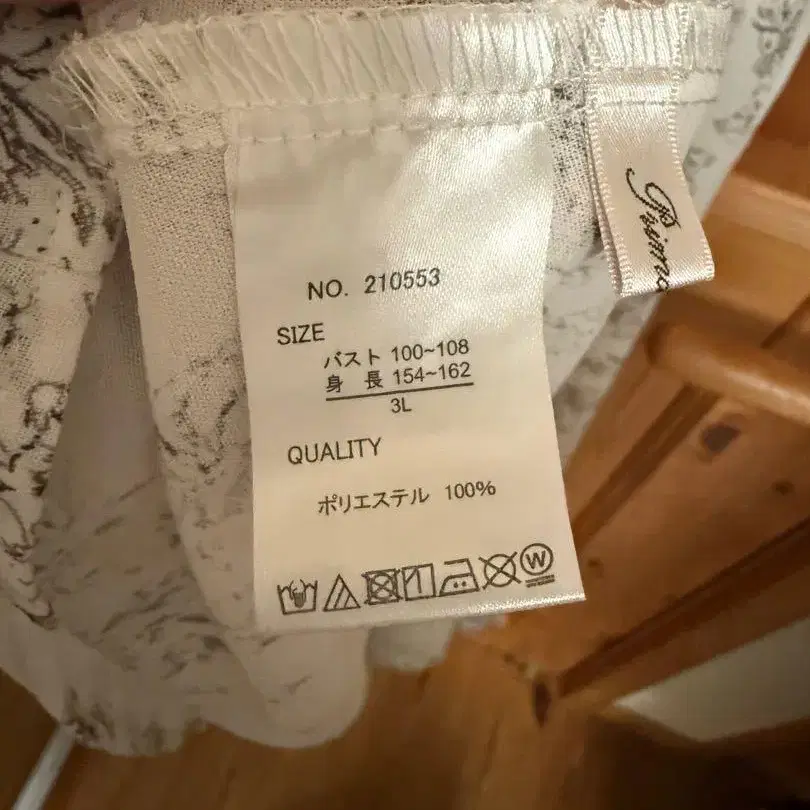 NO. 210553
SIZE
バスト 100~108
身 長 154~162
3L
QUALITY
ポリエステル 100%
W